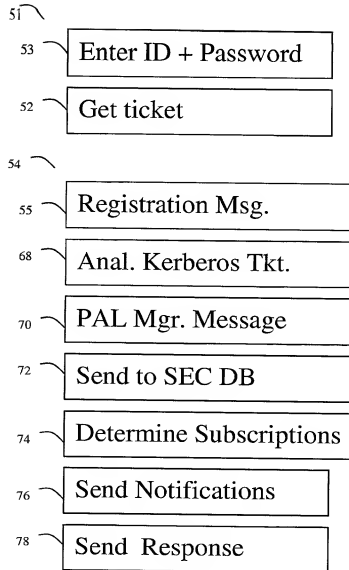 51
53 Enter ID + Password
52 Get ticket
54
55 Registration Msg.
68 Anal. Kerberos Tkt.
70 PAL Mgr. Message
72 Send to SEC DB
74 Determine Subscriptions
76 Send Notifications
78 Send Response